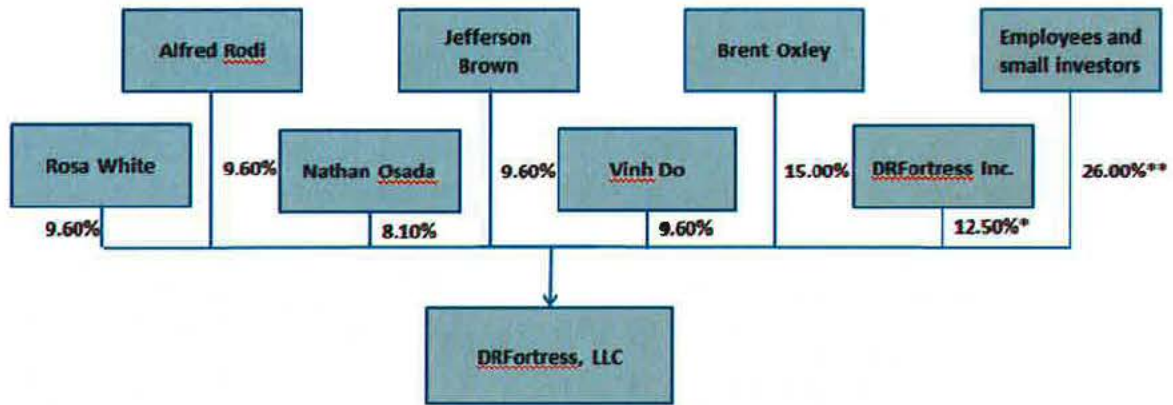 Alfred Rodi
Jefferson
Brown
Brent Oxley
Employees and
small investors
Rosa White
9.60%
Nathan Osada
9.60%
Vinh Do
15.00%
DRFortress Inc.
26.00%**
9.60%
8.10%
9.60%
12.50%*
DRFortress, LLC